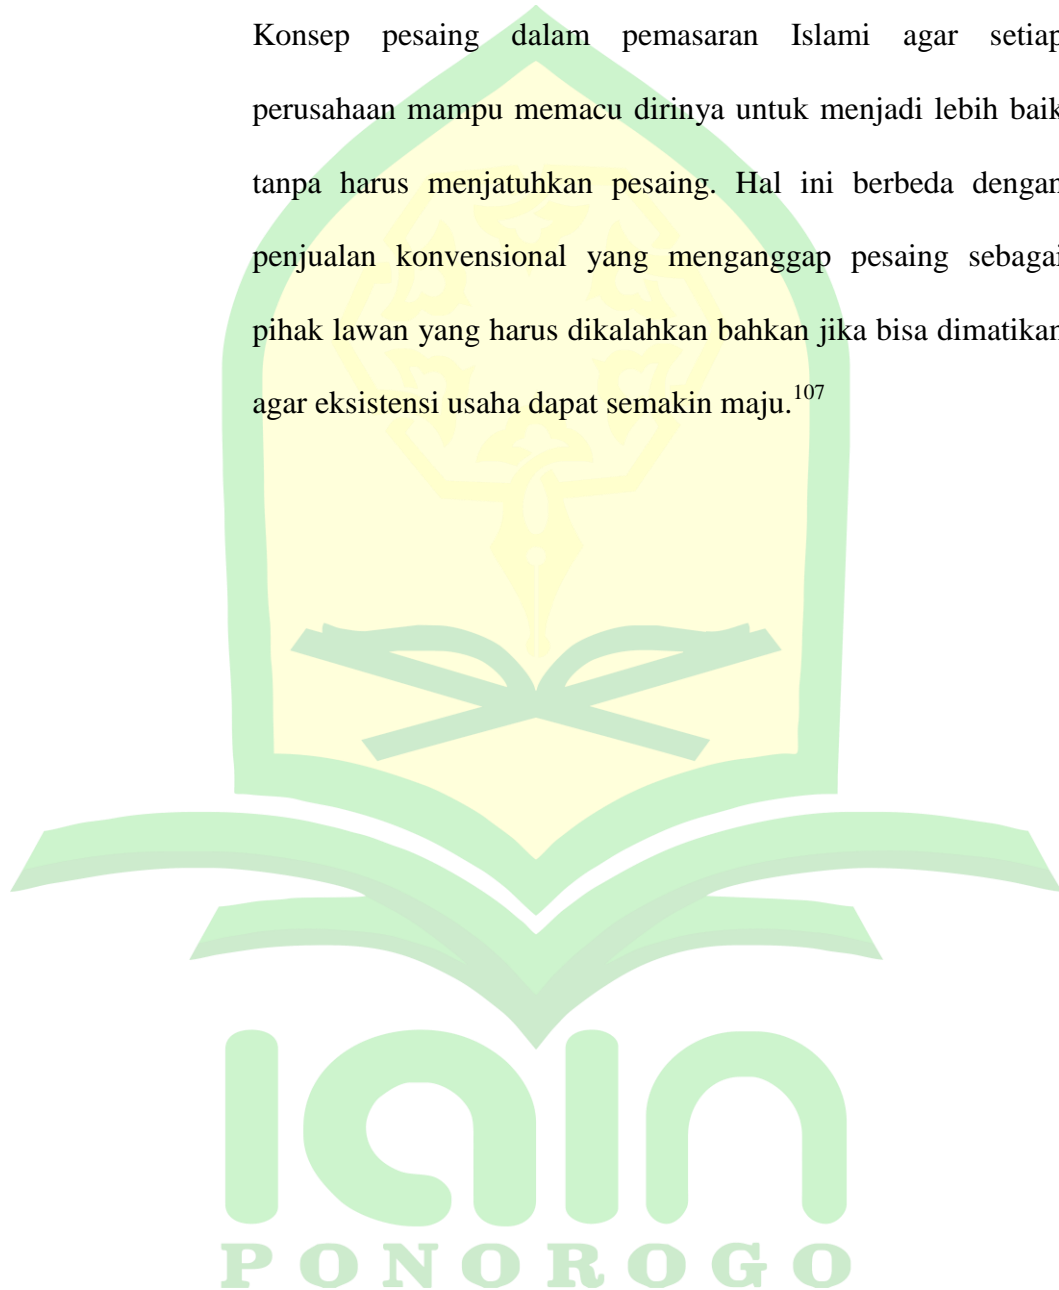 Konsep pesaing dalam pemasaran Islami agar setiap
perusahaan mampu memacu dirinya untuk menjadi lebih baik
tanpa harus menjatuhkan pesaing. Hal ini berbeda dengan
penjualan konvensional yang menganggap pesaing sebagai
pihak lawan yang harus dikalahkan bahkan jika bisa dimatikan
agar eksistensi usaha dapat semakin maju.107
iain
PONOROGO